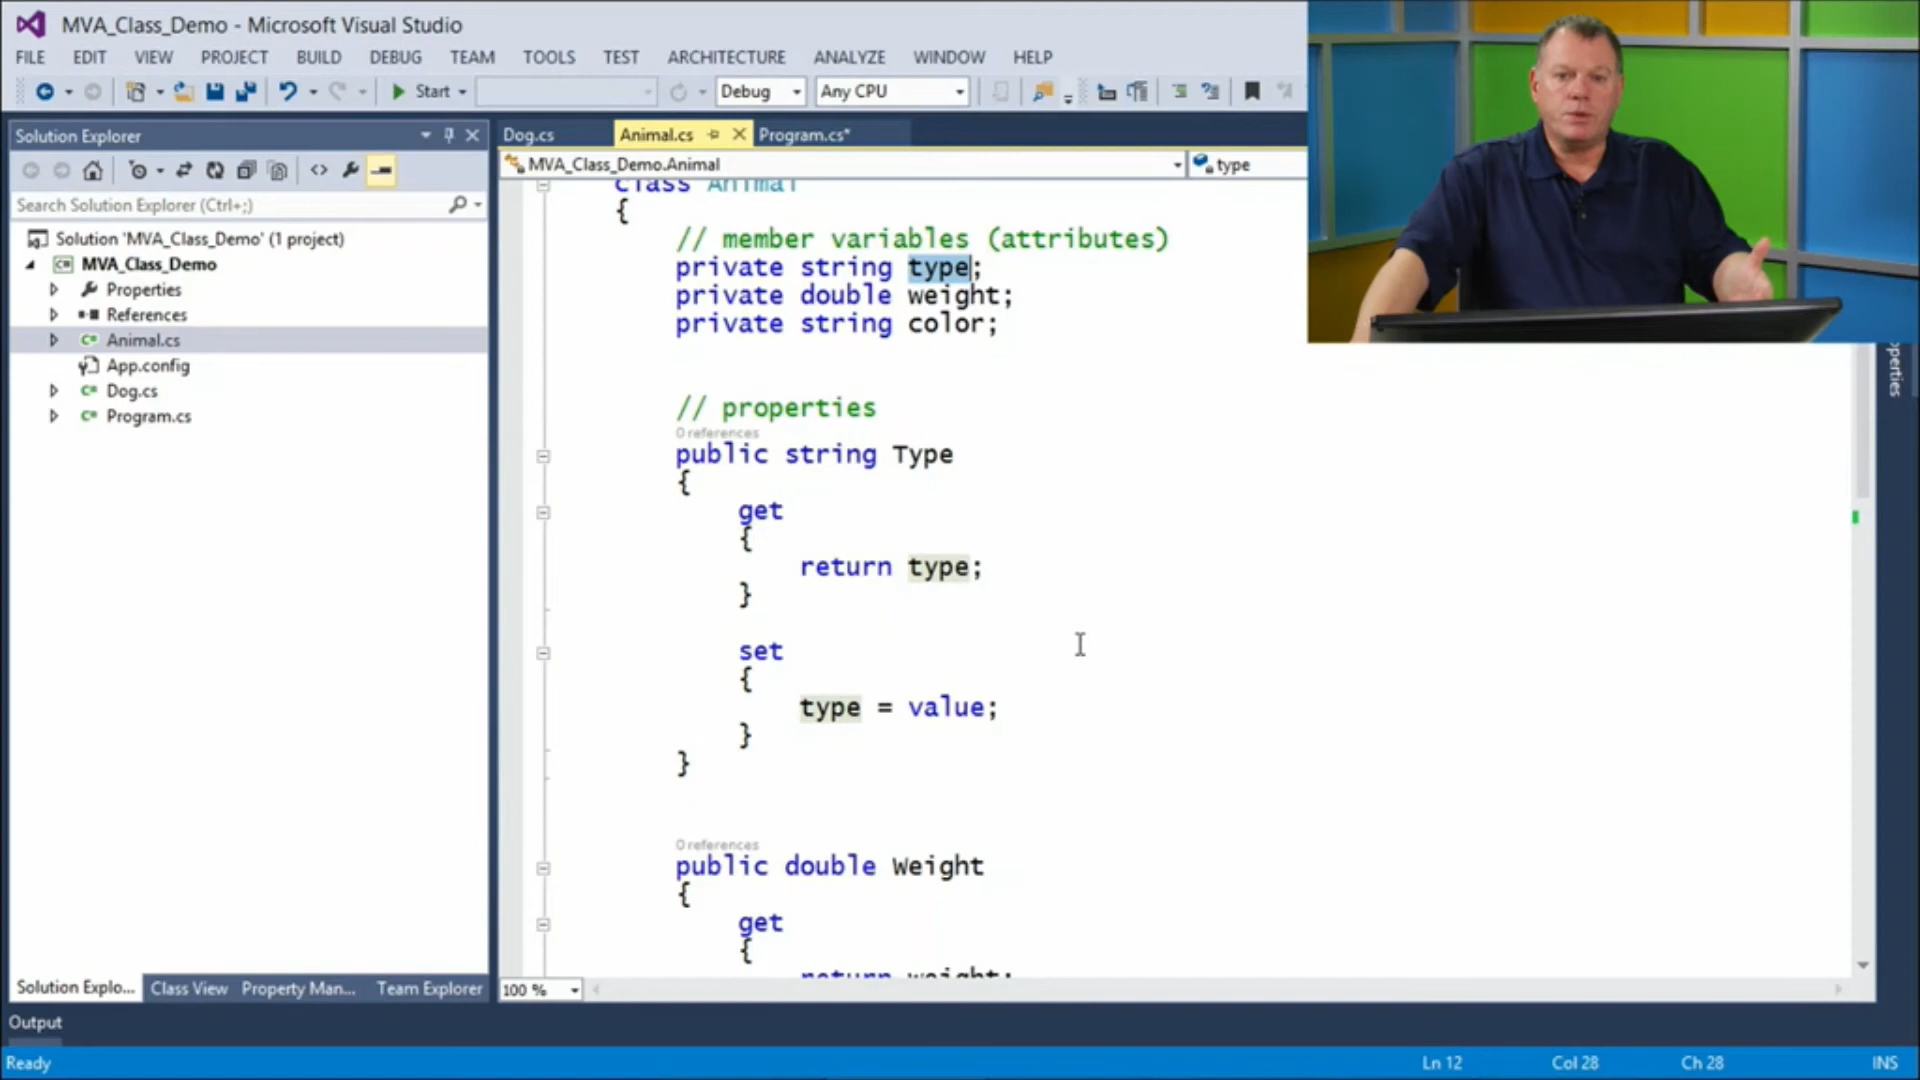 MVA_Class_Demo - Microsoft Visual Studio
FILE EDIT VIEW PROJECT BUILD DEBUG TEAM TOOLS TEST ARCHITECTURE ANALYZE WINDOW HELP
Start Debug Any CPU
Solution Explorer
Search Solution Explorer (Ctrl+;)
Solution 'MVA_Class_Demo' (1 project)
MVA_Class_Demo
Properties
References
Animal.cs
App.config
Dog.cs
Program.cs
Solution Explo... Class View Property Man... Team Explorer
Dog.cs Animal.cs Program.cs*
MVA_Class_Demo.Animal type
class Animal
{
// member variables (attributes)
private string type;
private double weight;
private string color;
// properties
0 references
public string Type
{
get
{
return type;
}
set
{
type = value;
}
}
0 references
public double Weight
{
get
{
return weight;
100 %
operties
Output
Ready Ln 12 Col 28 Ch 28 INS